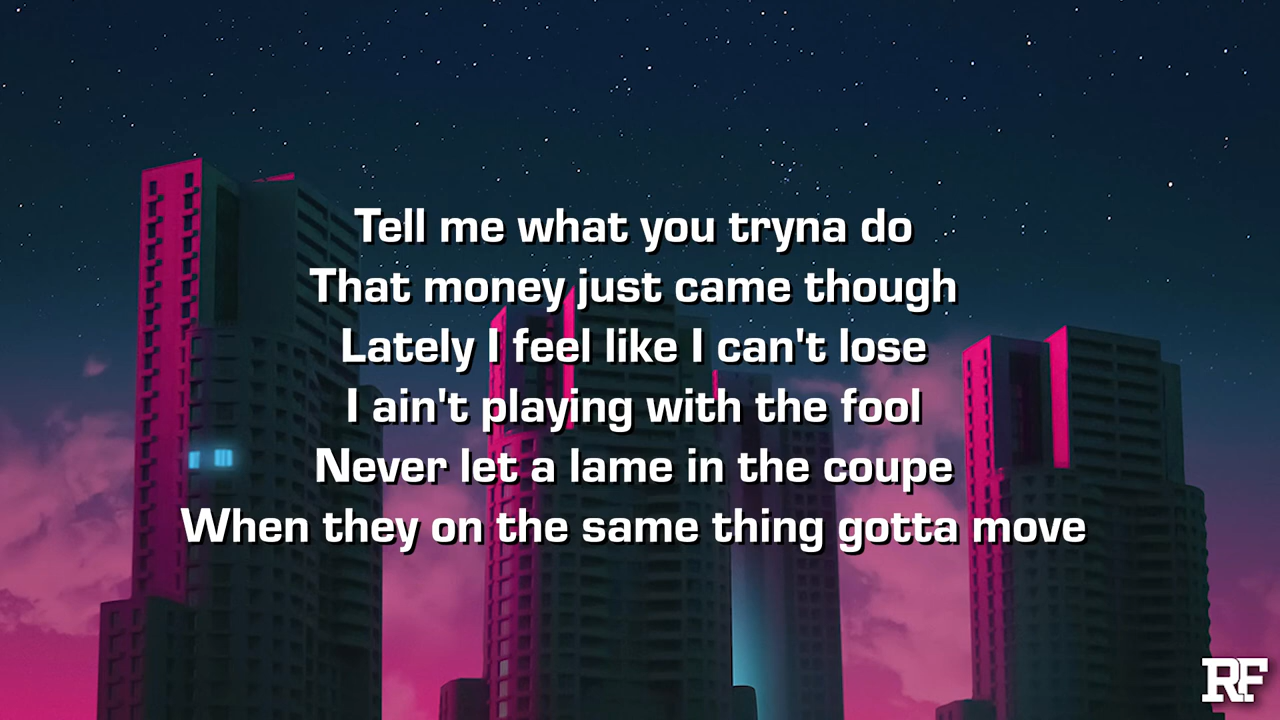 Tell me what you tryna do
That money just came though
Lately I feel like I can't lose
I ain't playing with the fool
Never let a lame in the coupe
When they on the same thing gotta move
RF